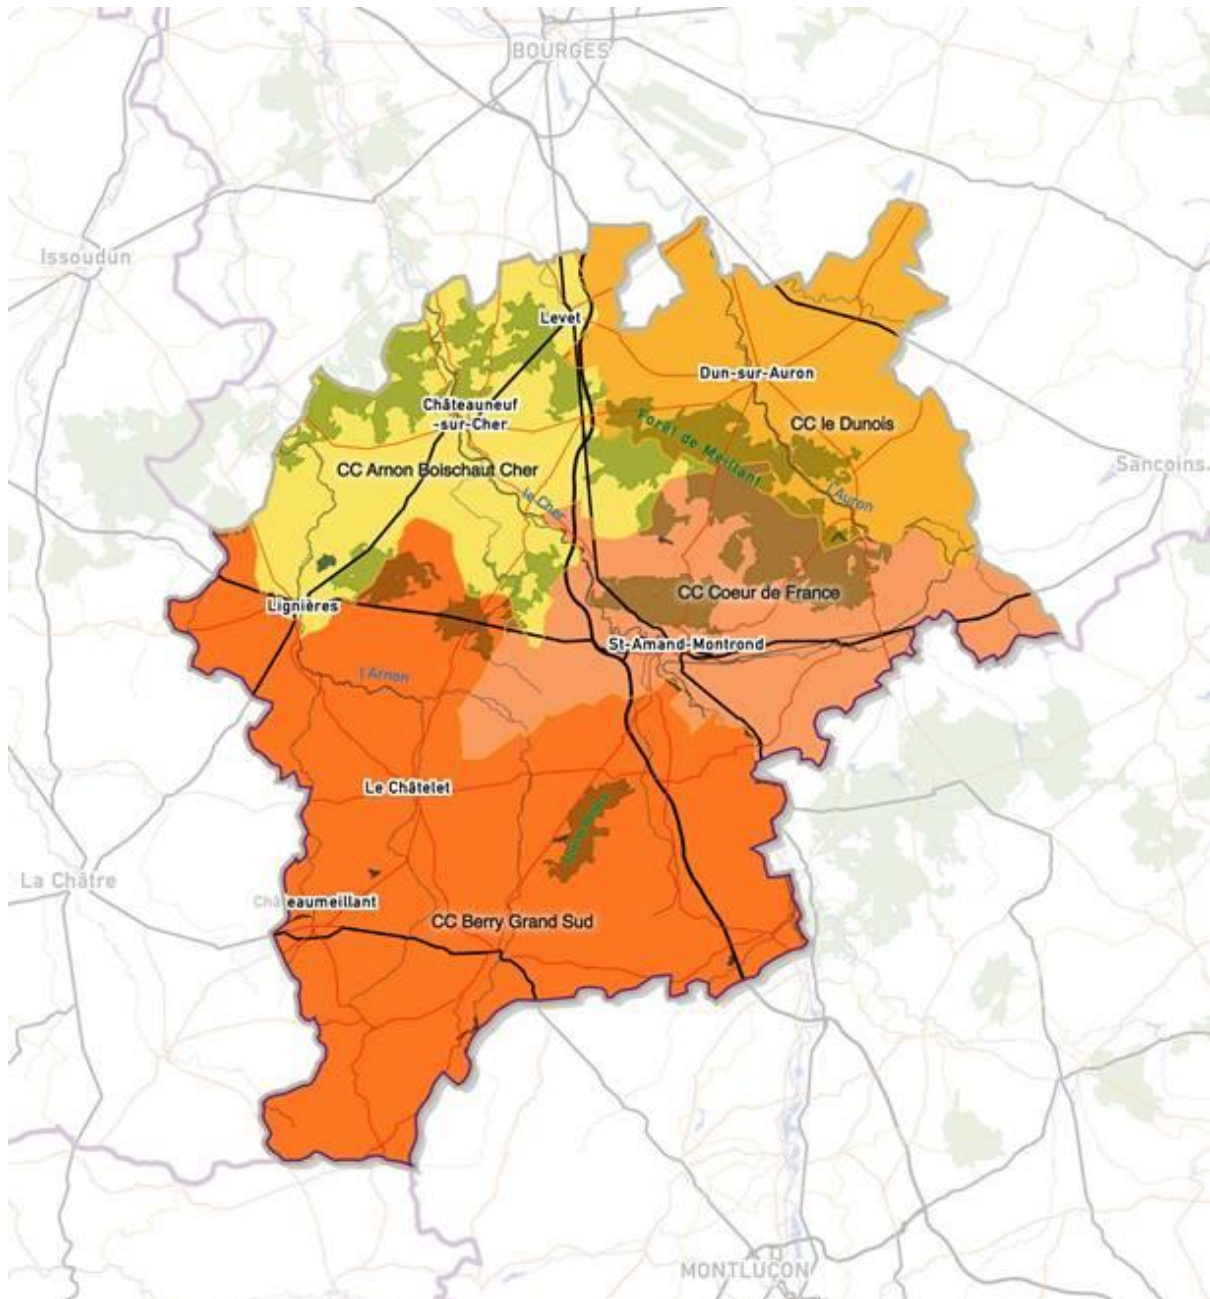 BOURGES
Issoudun
Levet
Dun-sur-Auron
Châteauneuf
-sur-Cher
Forêt de Meillant
CC le Dunois
CC Arnon Boischaut Cher
Sancoins
le Cher
l'Auron
CC Coeur de France
Lignières
St-Amand-Montrond
l'Arnon
Le Châtelet
La Châtre
Châteaumeillant
CC Berry Grand Sud
MONTLUÇON